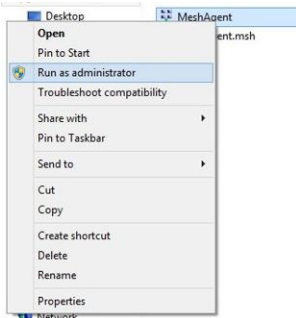 Desktop
MeshAgent
Open
ent.msh
Pin to Start
Run as administrator
Troubleshoot compatibility
Share with
Pin to Taskbar
Send to
Cut
Copy
Create shortcut
Delete
Rename
Properties
Network